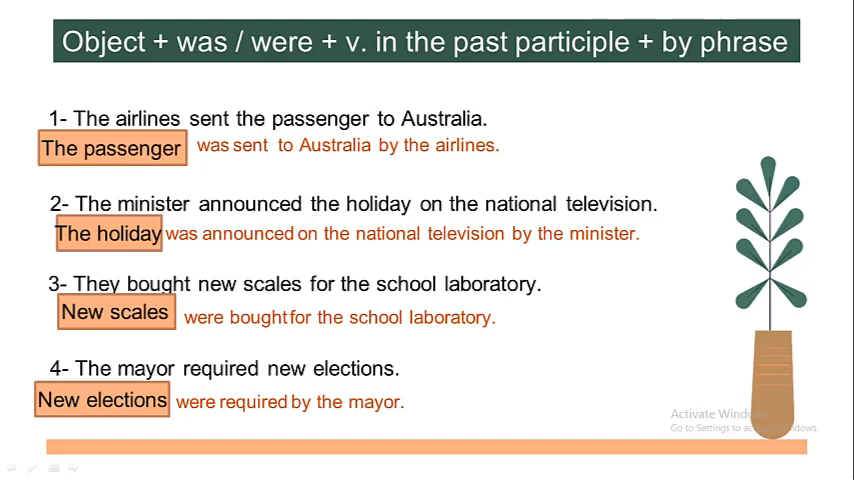 Object + was / were + v. in the past participle + by phrase
1- The airlines sent the passenger to Australia.
The passenger was sent to Australia by the airlines.
2- The minister announced the holiday on the national television.
The holiday was announced on the national television by the minister.
3- They bought new scales for the school laboratory.
New scales were bought for the school laboratory.
4- The mayor required new elections.
New elections were required by the mayor.
Activate Windows
Go to Settings to activate Windows.